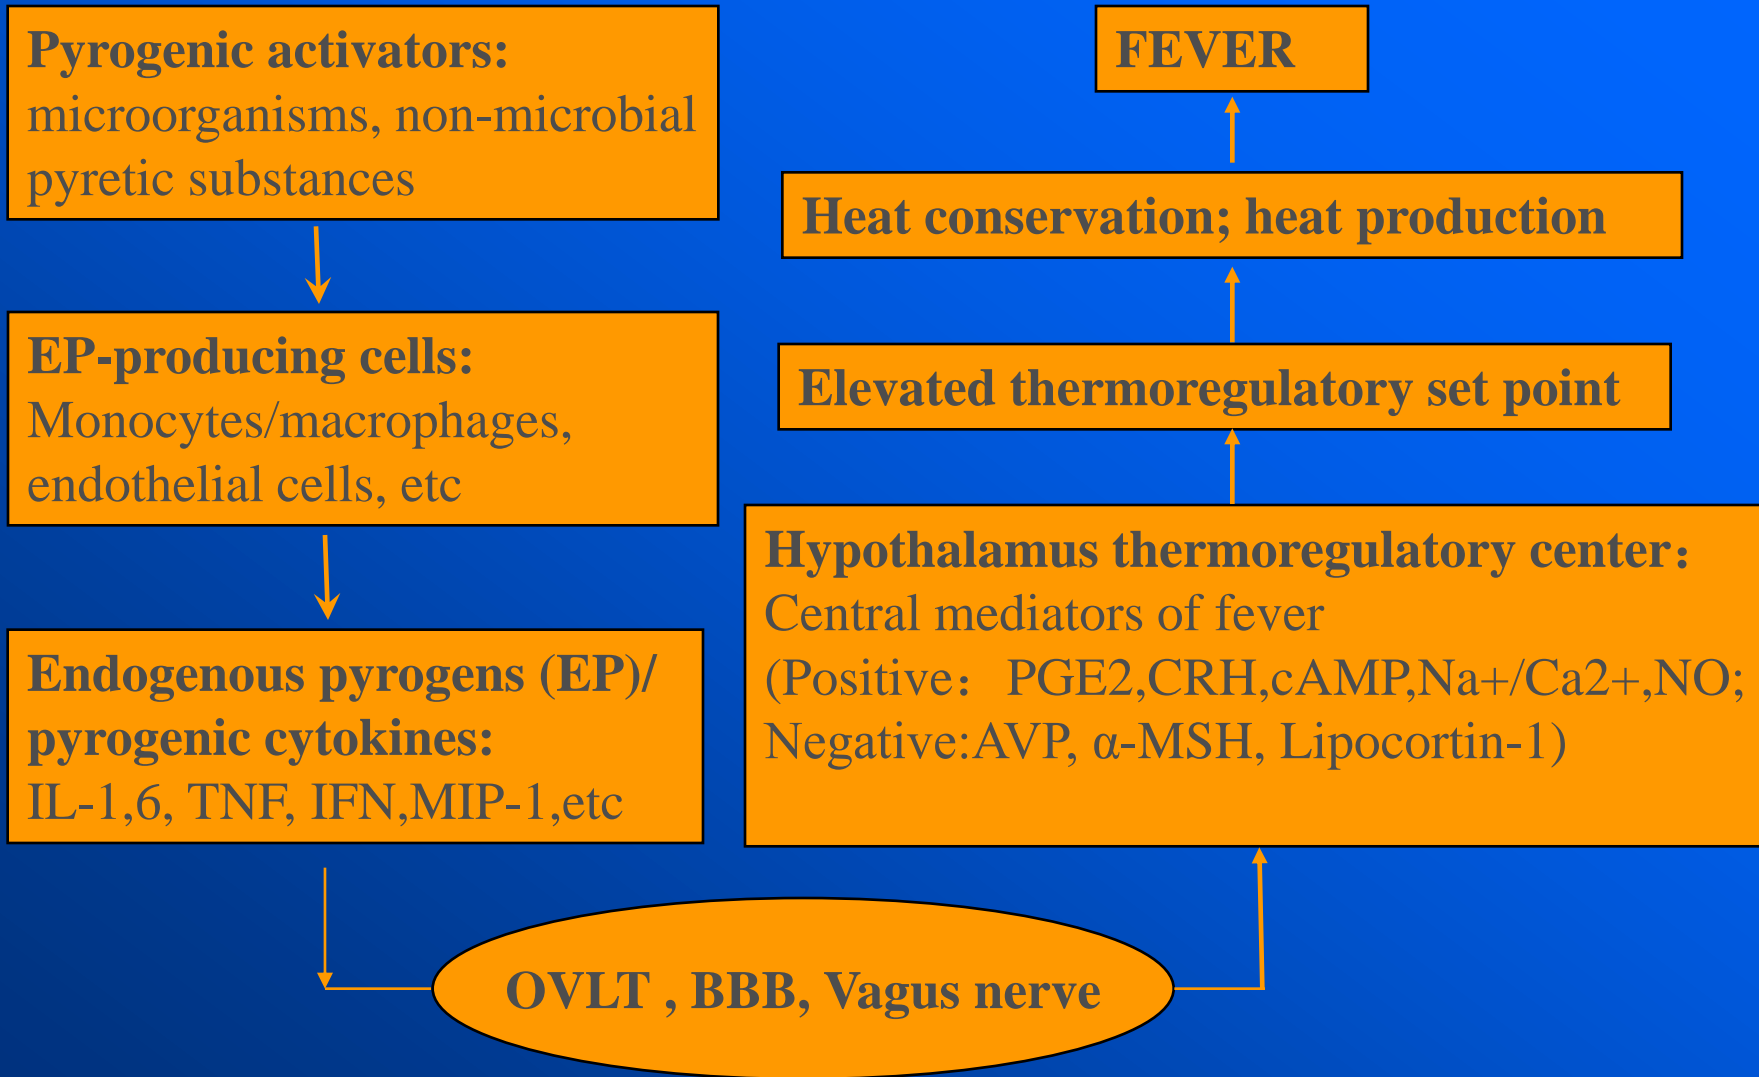 Pyrogenic activators:
microorganisms, non-microbial
pyretic substances
EP-producing cells:
Monocytes/macrophages,
endothelial cells, etc
Endogenous pyrogens (EP)/
pyrogenic cytokines:
IL-1,6, TNF, IFN,MIP-1,etc
OVLT , BBB, Vagus nerve
Hypothalamus thermoregulatory center：
Central mediators of fever
(Positive： PGE2,CRH,cAMP,Na+/Ca2+,NO;
Negative:AVP, α-MSH, Lipocortin-1)
Elevated thermoregulatory set point
Heat conservation; heat production
FEVER